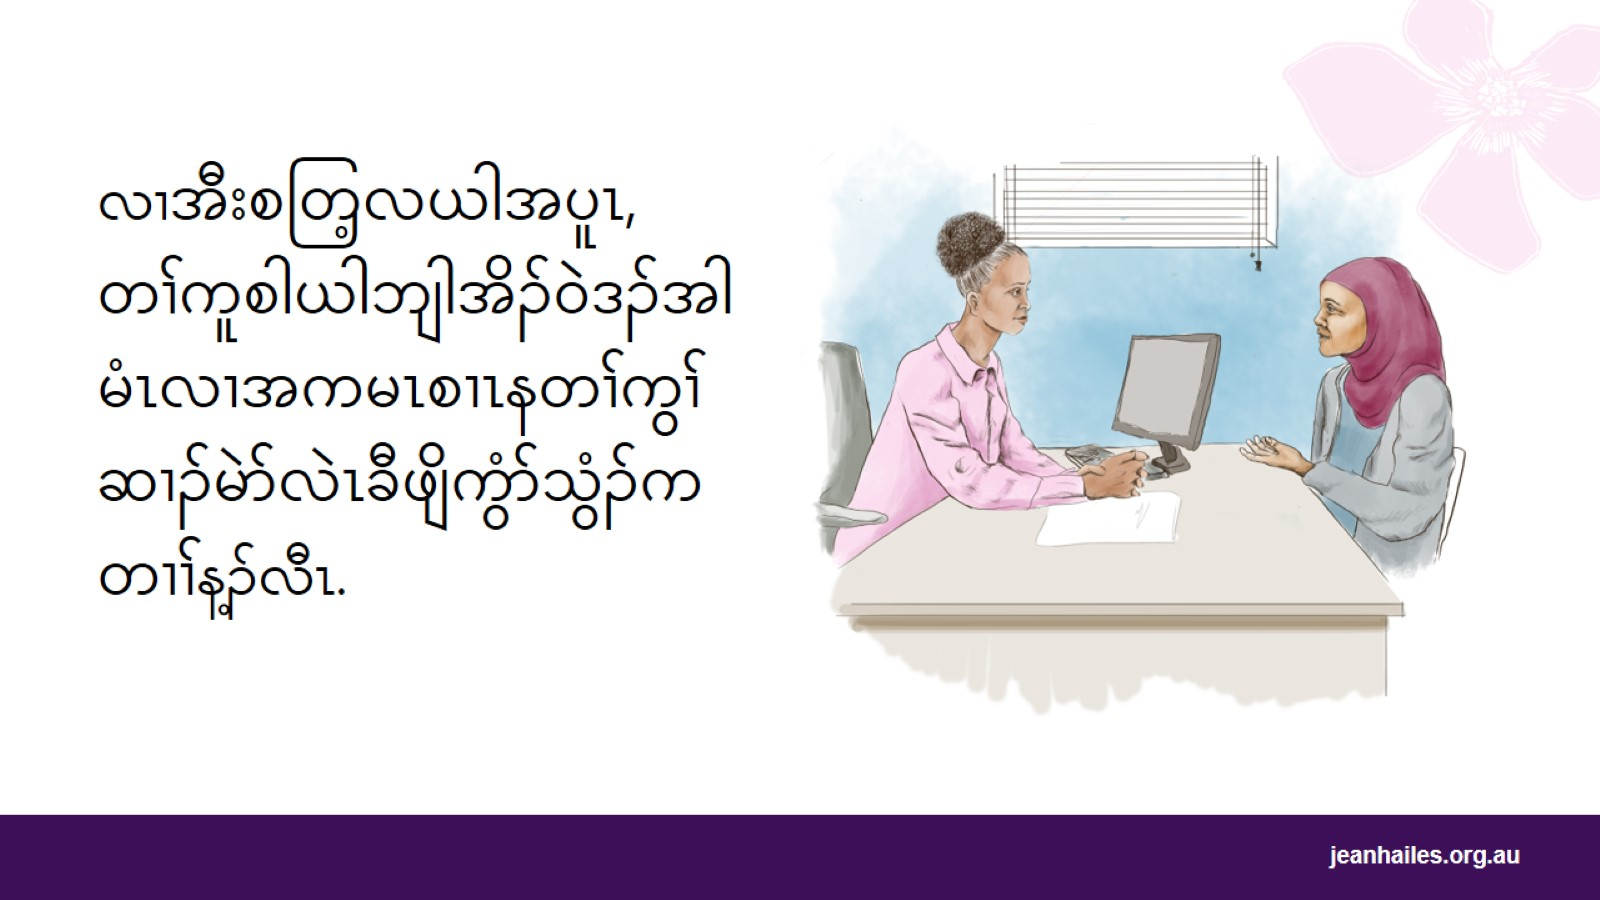 လၢအီးစတြ့လယါအပူၤ,
တၢ်ကူစါယါဘျါအိၣ်ဝဲဒၣ်အါ
မံၤလၢအကမၤစၢၤနတၢ်ကွၢ်
ဆၢၣ်မဲာ်လဲၤခီဖျိကွံာ်သွံၣ်က
တၢၢ်န့ၣ်လီၤ.
jeanhailes.org.au